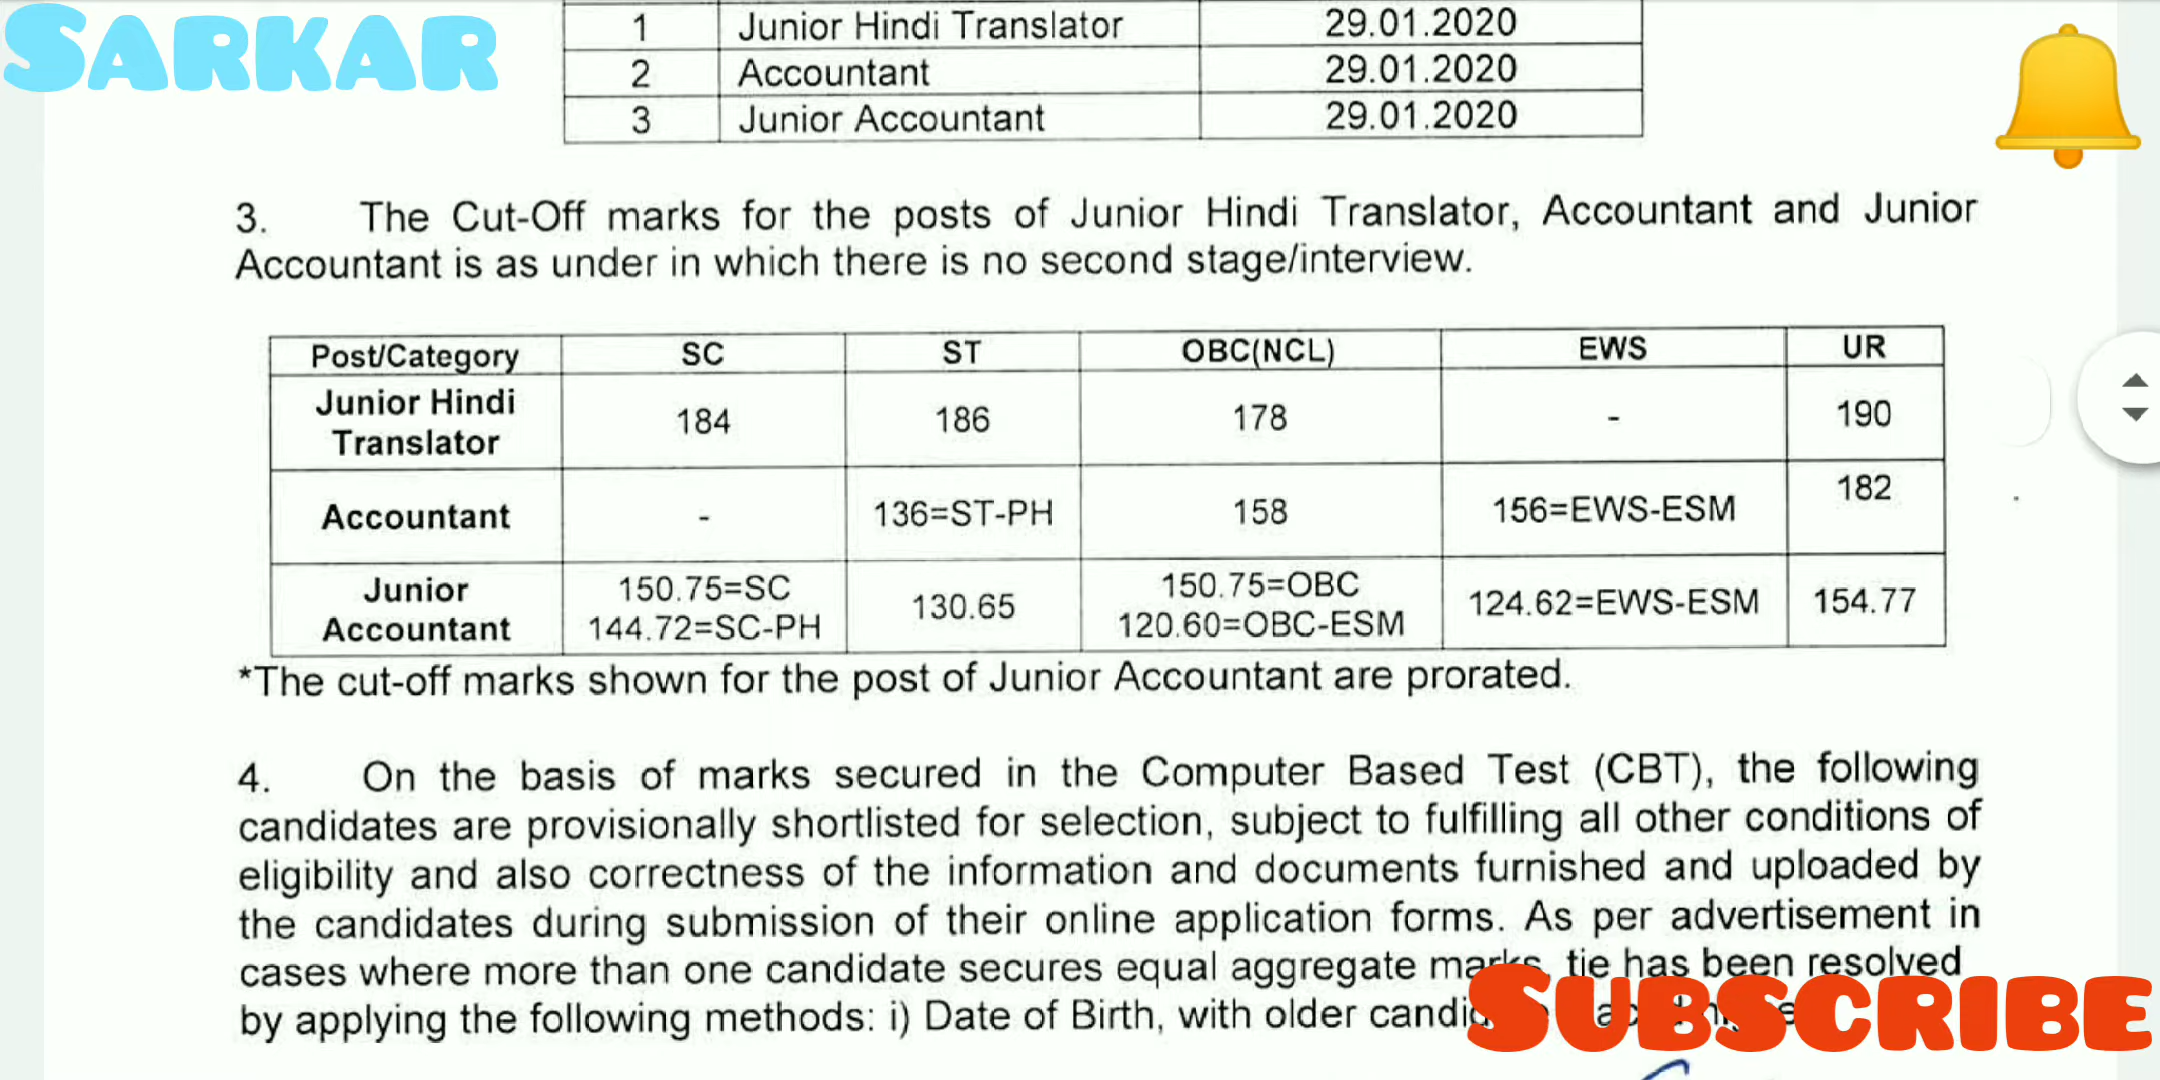 SARKAR
1 Junior Hindi Translator 29.01.2020
2 Accountant 29.01.2020
3 Junior Accountant 29.01.2020
3. The Cut-Off marks for the posts of Junior Hindi Translator, Accountant and Junior
Accountant is as under in which there is no second stage/interview.
Post/Category SC ST OBC(NCL) EWS UR
Junior Hindi Translator 184 186 178 - 190
Accountant - 136=ST-PH 158 156=EWS-ESM 182
Junior Accountant 150.75=SC 144.72=SC-PH 130.65 150.75=OBC 120.60=OBC-ESM 124.62=EWS-ESM 154.77
*The cut-off marks shown for the post of Junior Accountant are prorated.
4. On the basis of marks secured in the Computer Based Test (CBT), the following
candidates are provisionally shortlisted for selection, subject to fulfilling all other conditions of
eligibility and also correctness of the information and documents furnished and uploaded by
the candidates during submission of their online application forms. As per advertisement in
cases where more than one candidate secures equal aggregate marks, tie has been resolved
by applying the following methods: i) Date of Birth, with older
SUBSCRIBE